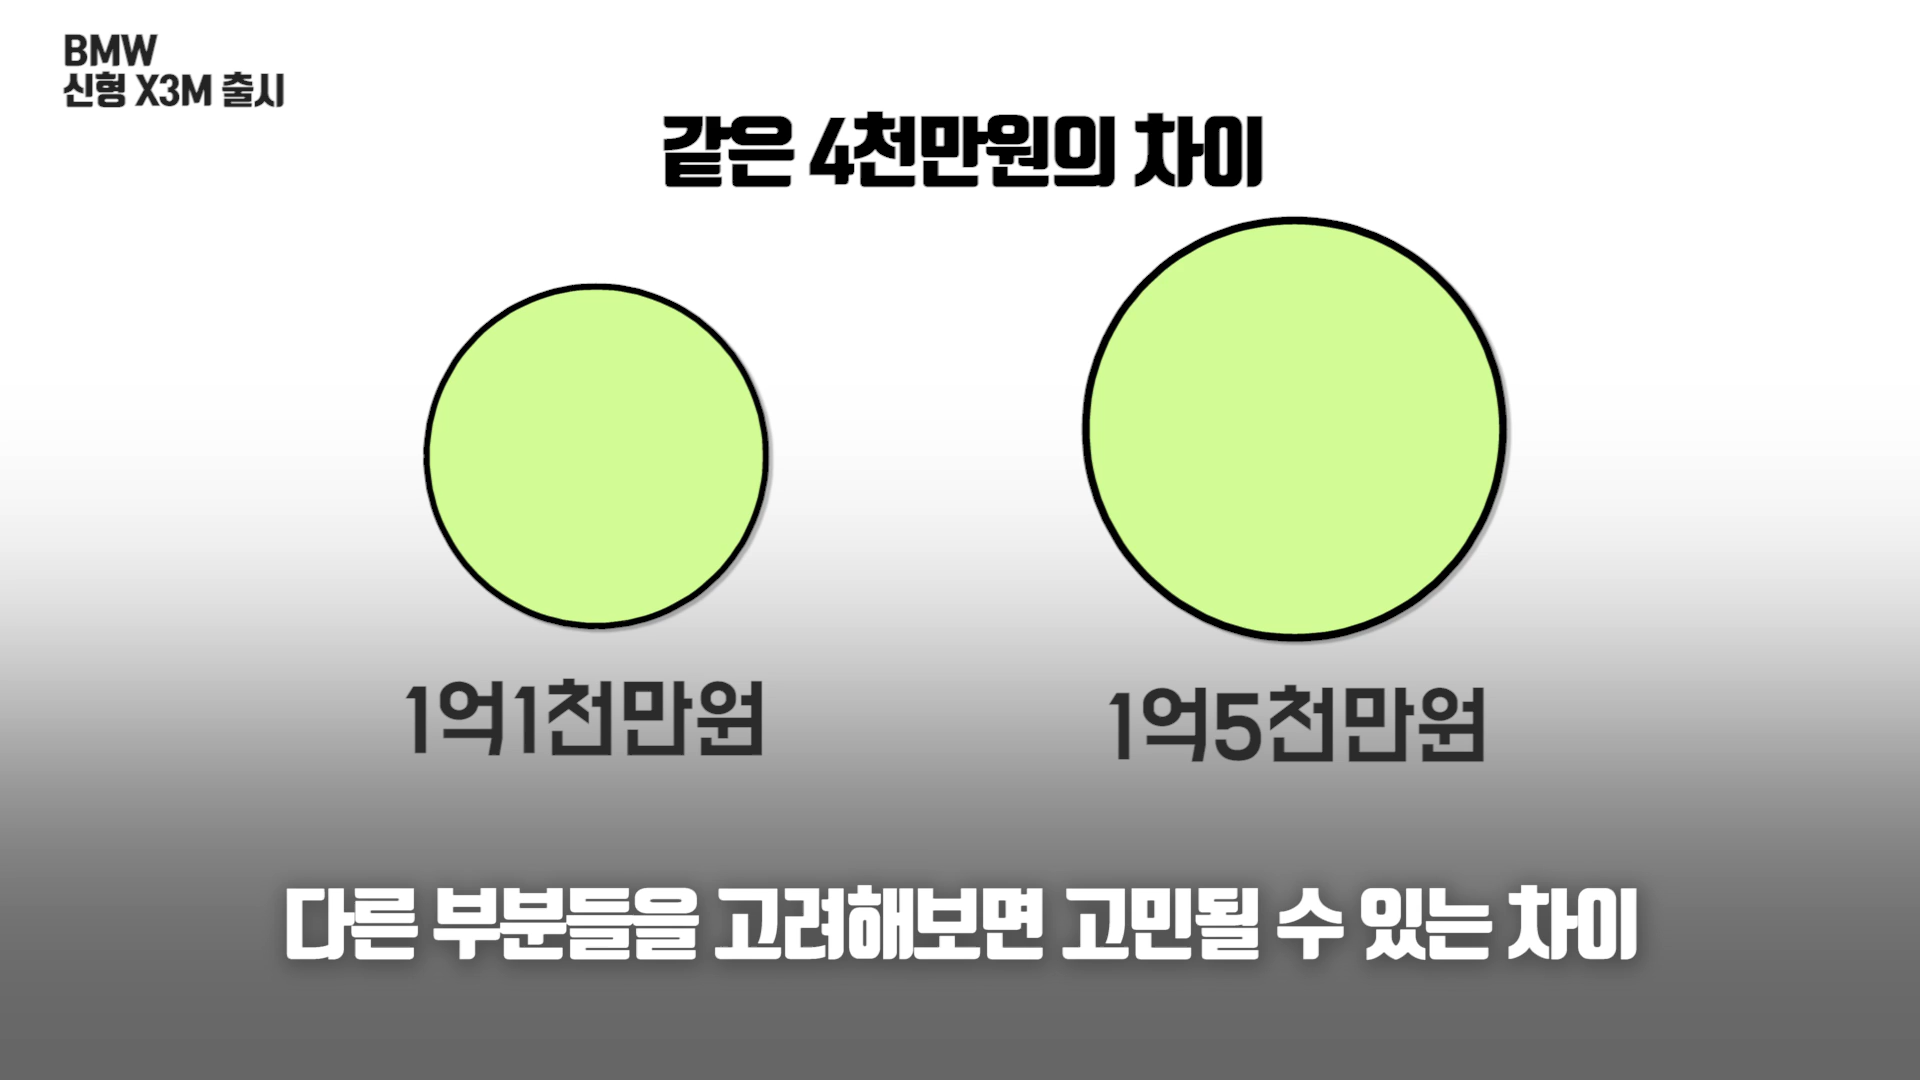 BMW
신형 X3M 출시
같은 4천만원의 차이
1억1천만원
1억5천만원
다른 부분들을 고려해보면 고민될 수 있는 차이